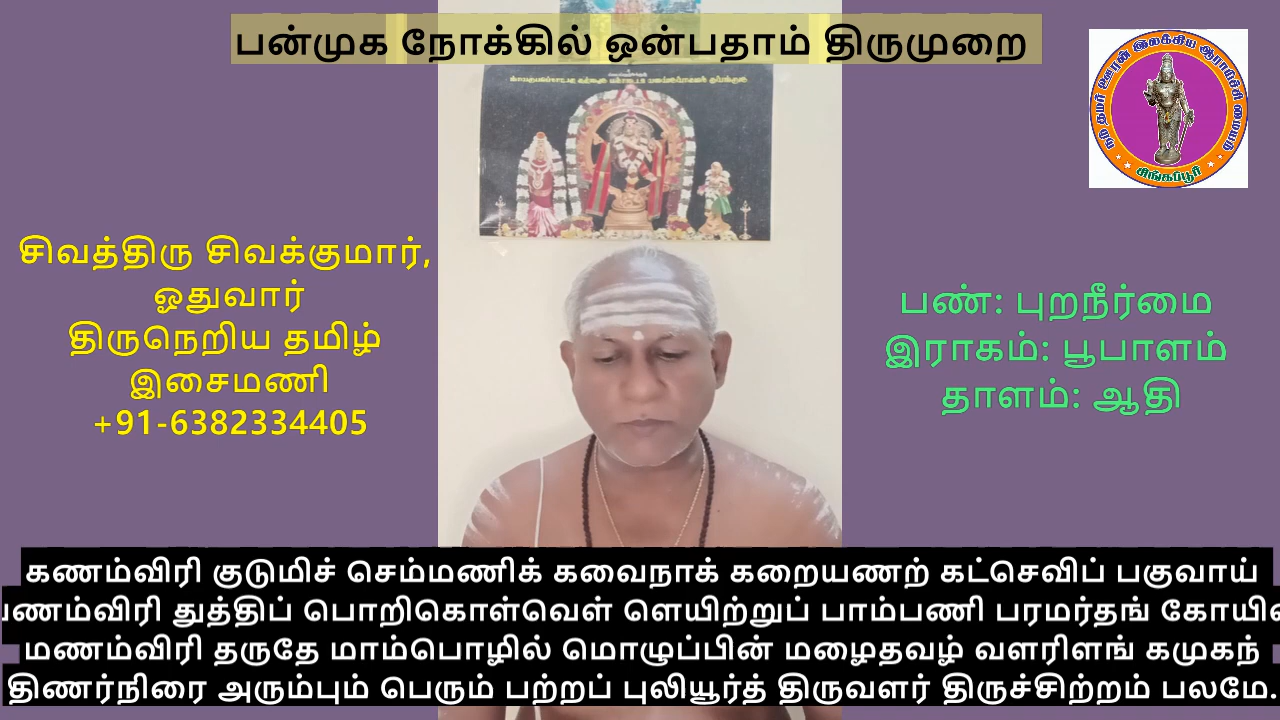 பன்முக நோக்கில் ஒன்பதாம் திருமுறை
சிவத்திரு சிவக்குமார்,
ஓதுவார்
திருநெறிய தமிழ்
இசைமணி
+91-6382334405
பண்: புறநீர்மை
இராகம்: பூபாளம்
தாளம்: ஆதி
சிங்கப்பூர்
கணம்விரி குடுமிச் செம்மணிக் கவைநாக் கறையணற் கட்செவிப் பகுவாய்
துத்திப் பொறிகொள்வெள் ளெயிற்றுப் பாம்பணி பரமர்தங்
மணம்விரி தருதே மாம்பொழில் மொழுப்பின் மழைதவழ் வளரிளங் கமுகந்
திணர்நிரை அரும்பும் பெரும் பற்றப் புலியூர்த் திருவளர் திருச்சிற்றம் பலமே.